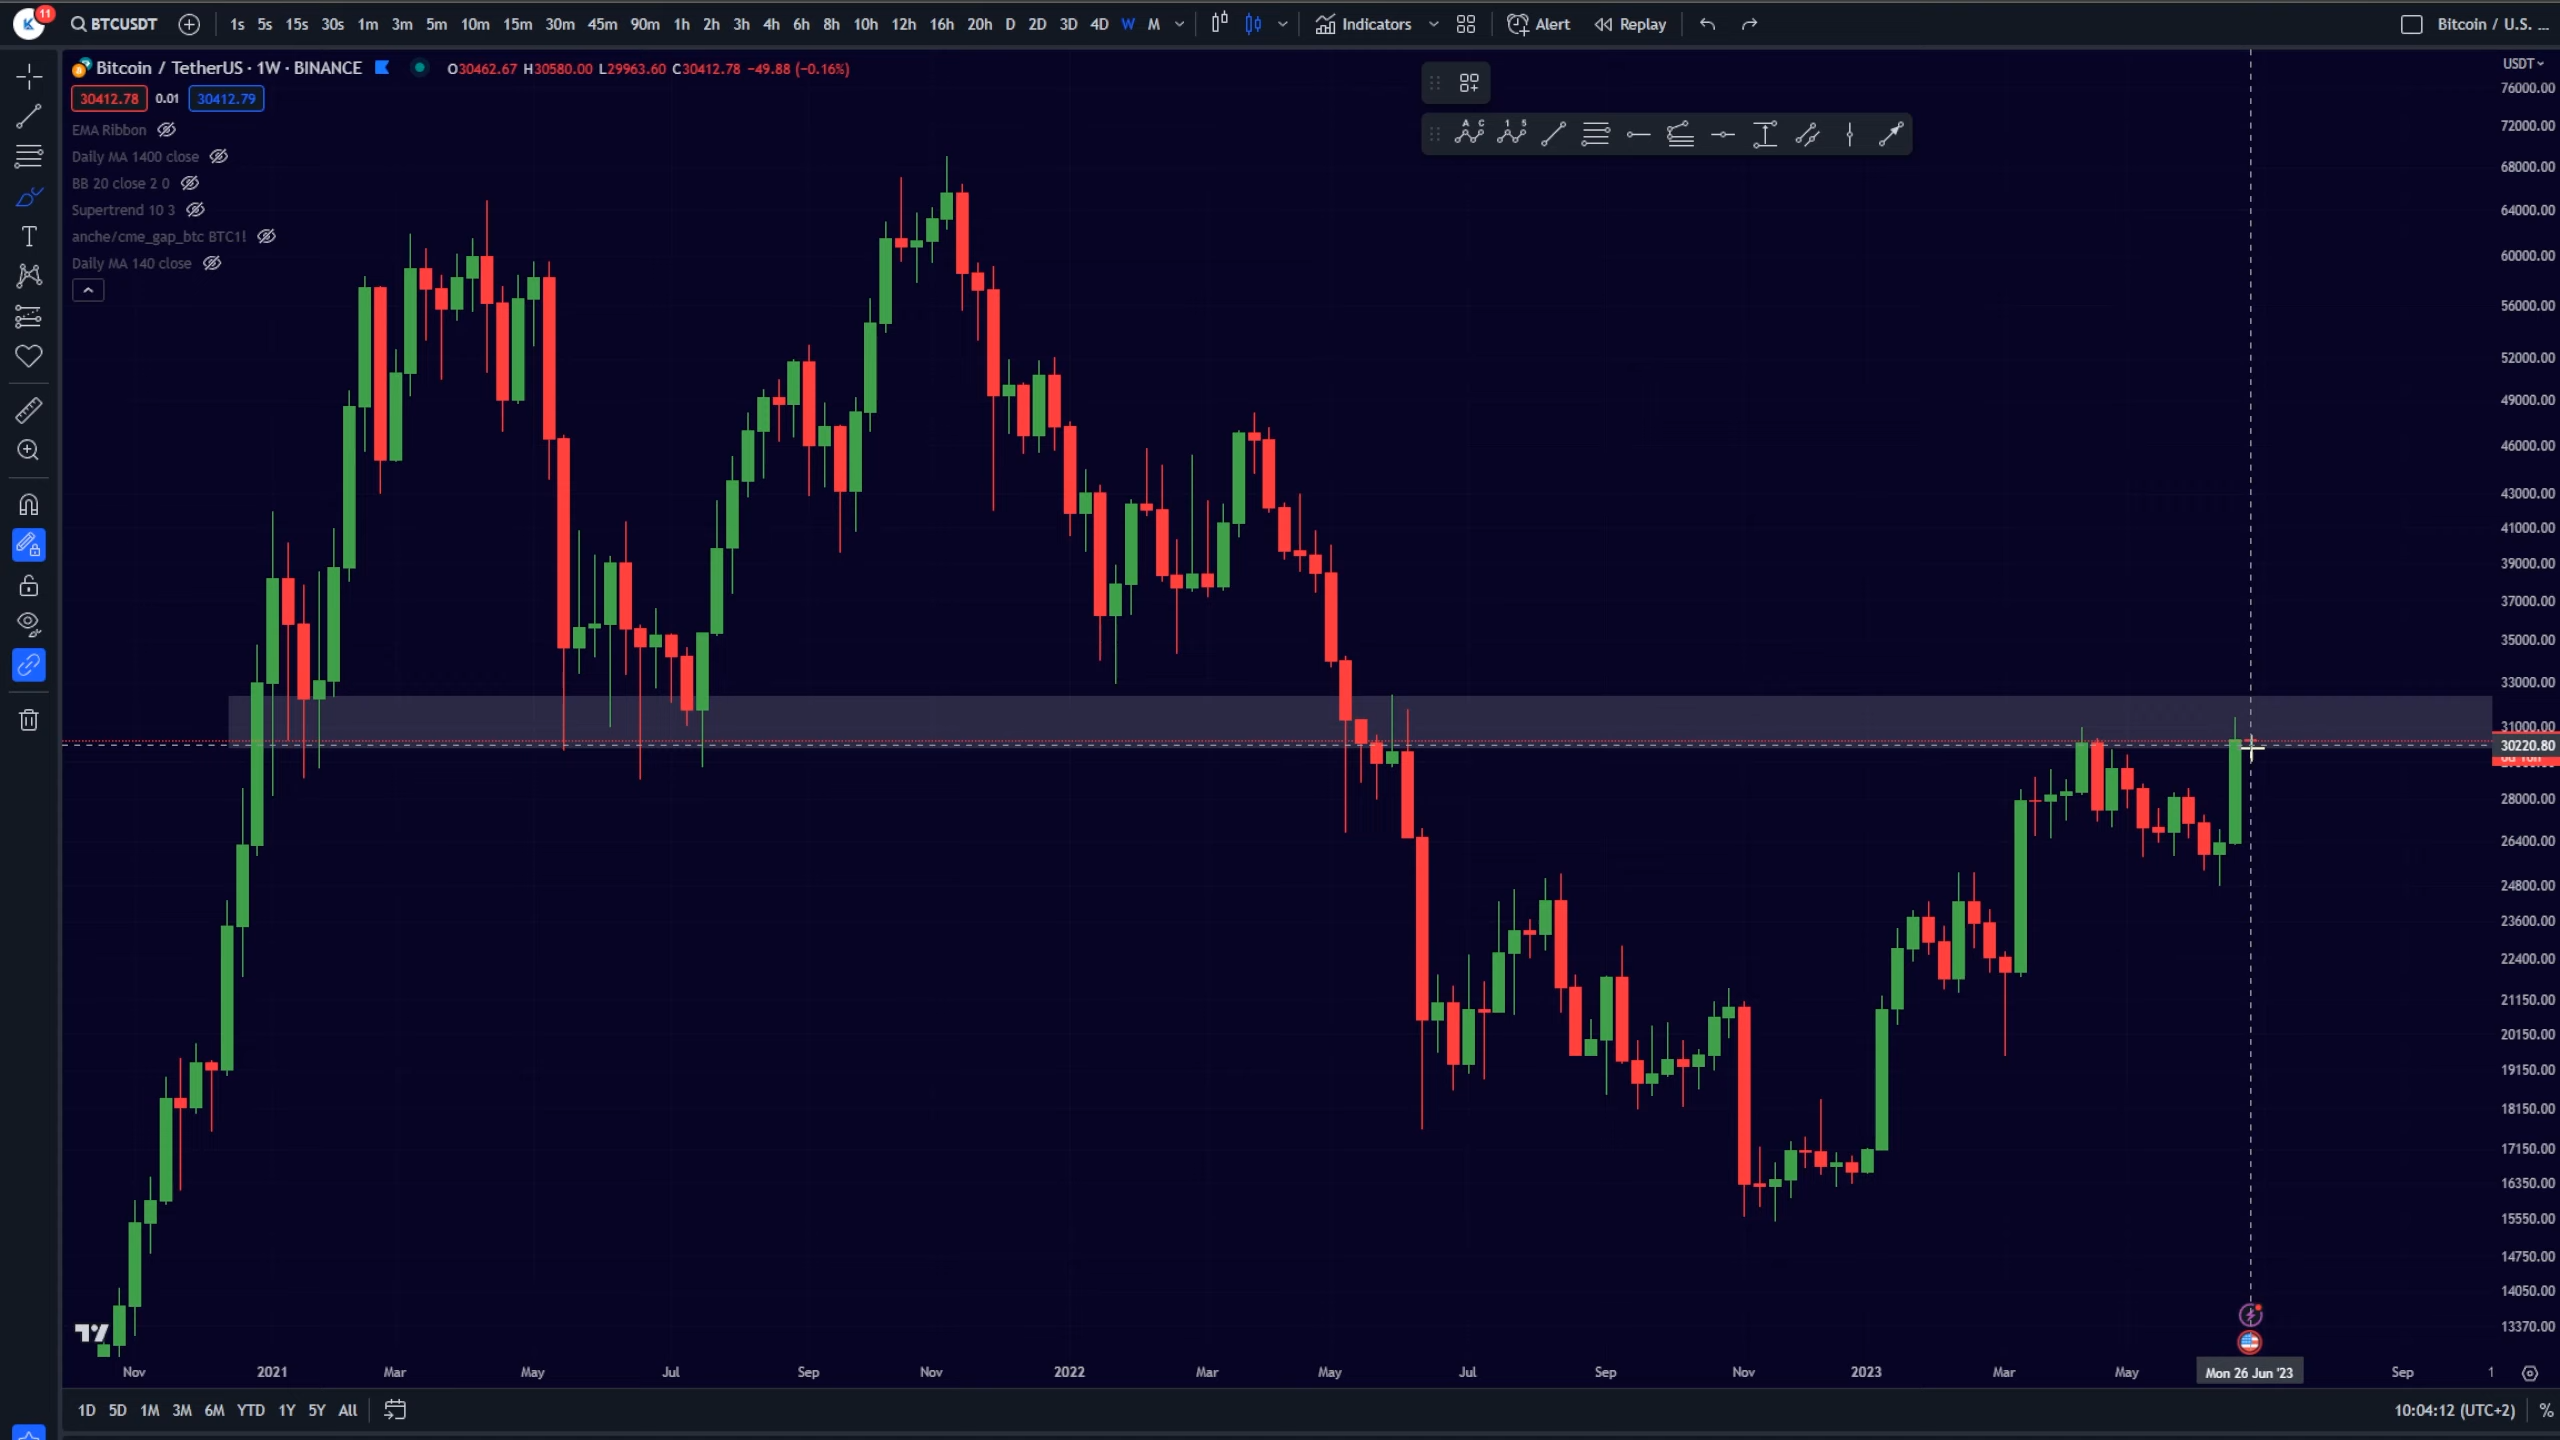 11
BTCUSDT 1s 5s 15s 30s 1m 3m 5m 10m 15m 30m 45m 90m 1h 2h 3h 4h 6h 8h 10h 12h 16h 20h D 2D 3D 4D W M Indicators Alert Replay Bitcoin / U.S. ...
Bitcoin / TetherUS · 1W · BINANCE O30462.67 H30580.00 L29963.60 C30412.78 −49.88 (−0.16%)
30412.78 0.01 30412.79
EMA Ribbon
Daily MA 1400 close
BB 20 close 2 0
Supertrend 10 3
anche/cme_gap_btc BTC1!
Daily MA 140 close
A C 1 5
USDT
76000.00
72000.00
68000.00
64000.00
60000.00
56000.00
52000.00
49000.00
46000.00
43000.00
41000.00
39000.00
37000.00
35000.00
33000.00
31000.00
30220.80
28000.00
26400.00
24800.00
23600.00
22400.00
21150.00
20150.00
19150.00
18150.00
17150.00
16350.00
15550.00
14750.00
14050.00
13370.00
Nov 2021 Mar May Jul Sep Nov 2022 Mar May Jul Sep Nov 2023 Mar May Mon 26 Jun '23 Sep 1
1D 5D 1M 3M 6M YTD 1Y 5Y All
10:04:12 (UTC+2) %